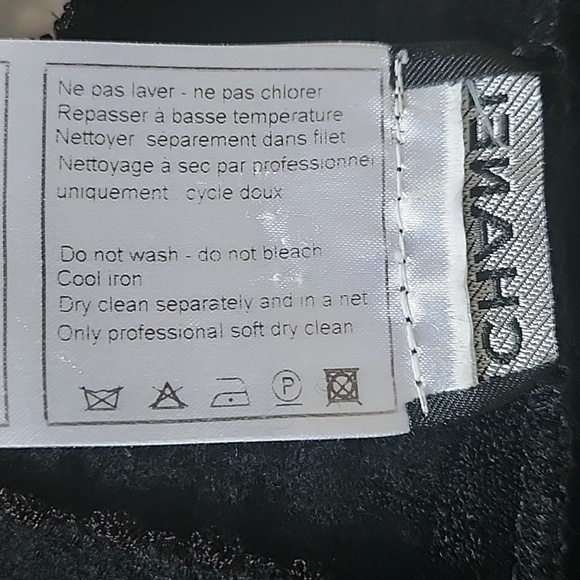 Ne pas laver - ne pas chlorer
Repasser à basse température
Nettoyer séparement dans filet
Nettoyage à sec par professionnel
uniquement cycle doux
Do not wash - do not bleach
Cool iron
Dry clean separately and in a net
Only professional soft dry clean
P
CHANEL